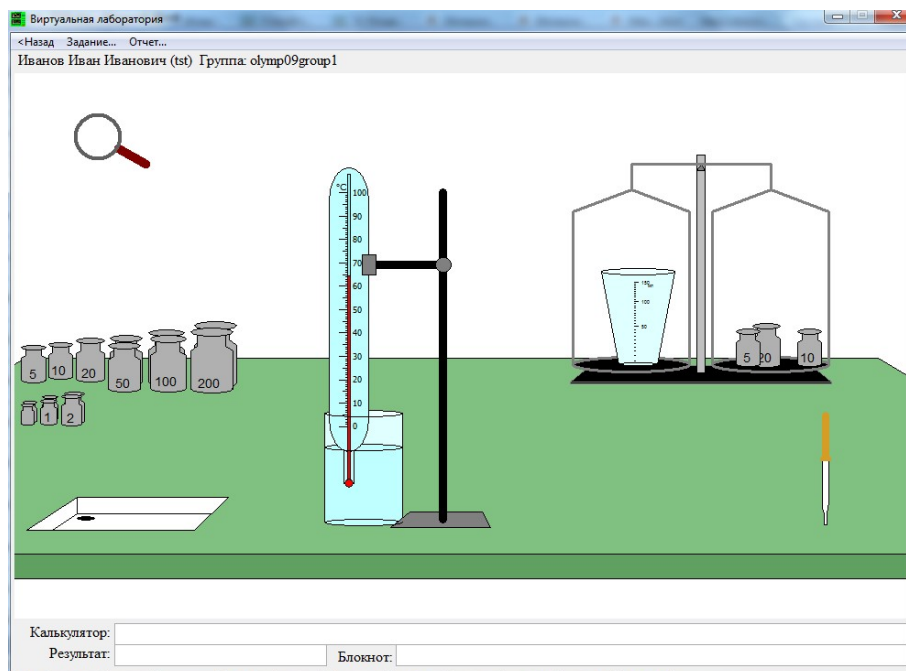 Виртуальная лаборатория
<Назад Задание... Отчет...
Иванов Иван Иванович (tst) Группа: olymp09group1
°C
100
90
80
70
60
50
40
30
20
10
0
150
100
50
5 20 10
5 10 20 50 100 200
1 2
Калькулятор:
Результат: Блокнот: